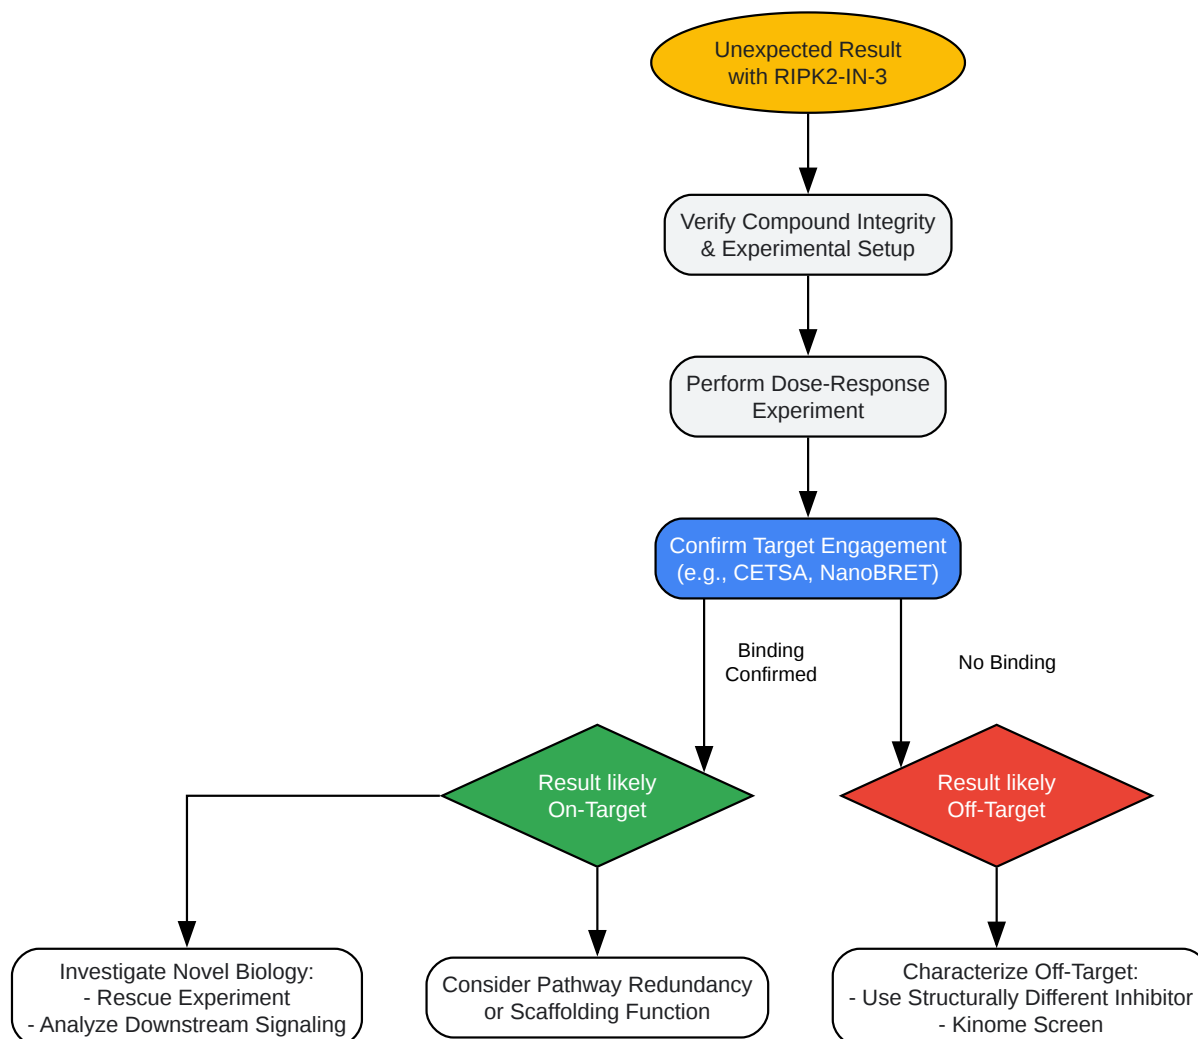 Unexpected Result
with RIPK2-IN-3
Verify Compound Integrity
& Experimental Setup
Perform Dose-Response
Experiment
Confirm Target Engagement
(e.g., CETSA, NanoBRET)
Binding
Confirmed
No Binding
Result likely
On-Target
Result likely
Off-Target
Investigate Novel Biology:
- Rescue Experiment
- Analyze Downstream Signaling
Consider Pathway Redundancy
or Scaffolding Function
Characterize Off-Target:
- Use Structurally Different Inhibitor
- Kinome Screen